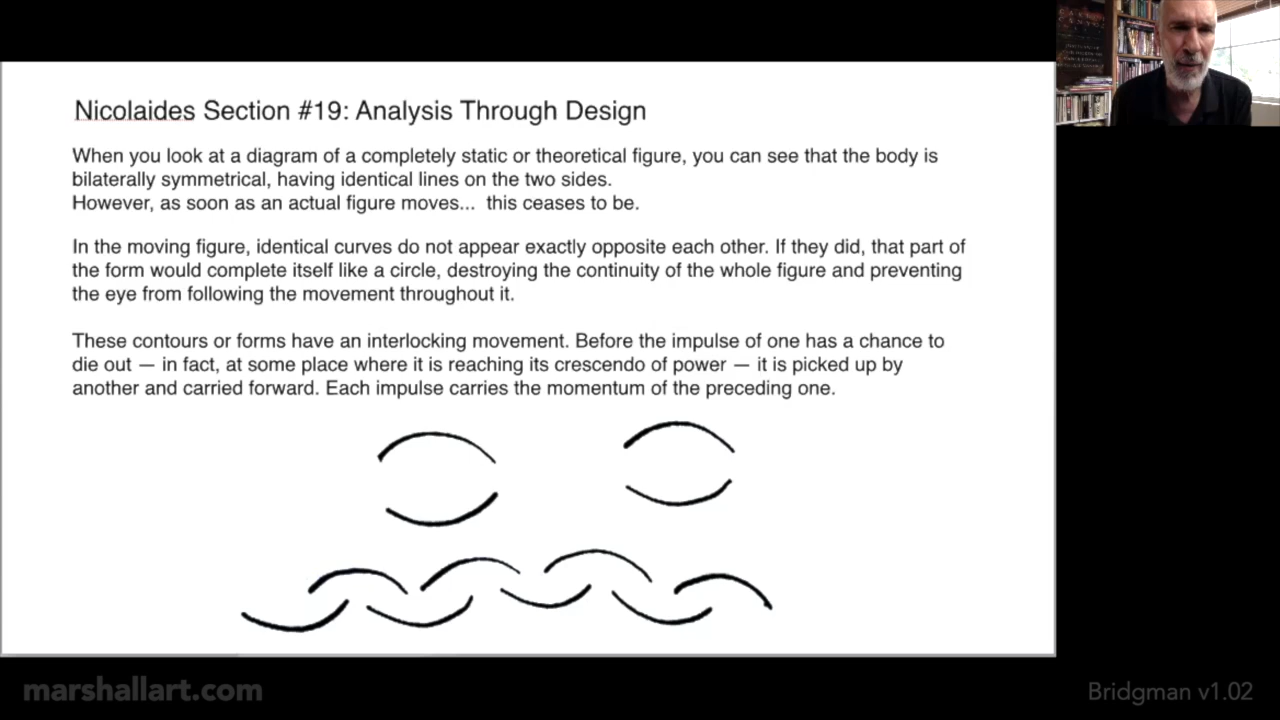 Nicolaides Section #19: Analysis Through Design
When you look at a diagram of a completely static or theoretical figure, you can see that the body is
bilaterally symmetrical, having identical lines on the two sides.
However, as soon as an actual figure moves...  this ceases to be.
In the moving figure, identical curves do not appear exactly opposite each other. If they did, that part of
the form would complete itself like a circle, destroying the continuity of the whole figure and preventing
the eye from following the movement throughout it.
These contours or forms have an interlocking movement. Before the impulse of one has a chance to
die out — in fact, at some place where it is reaching its crescendo of power — it is picked up by
another and carried forward. Each impulse carries the momentum of the preceding one.
marshallart.com
Bridgman v1.02